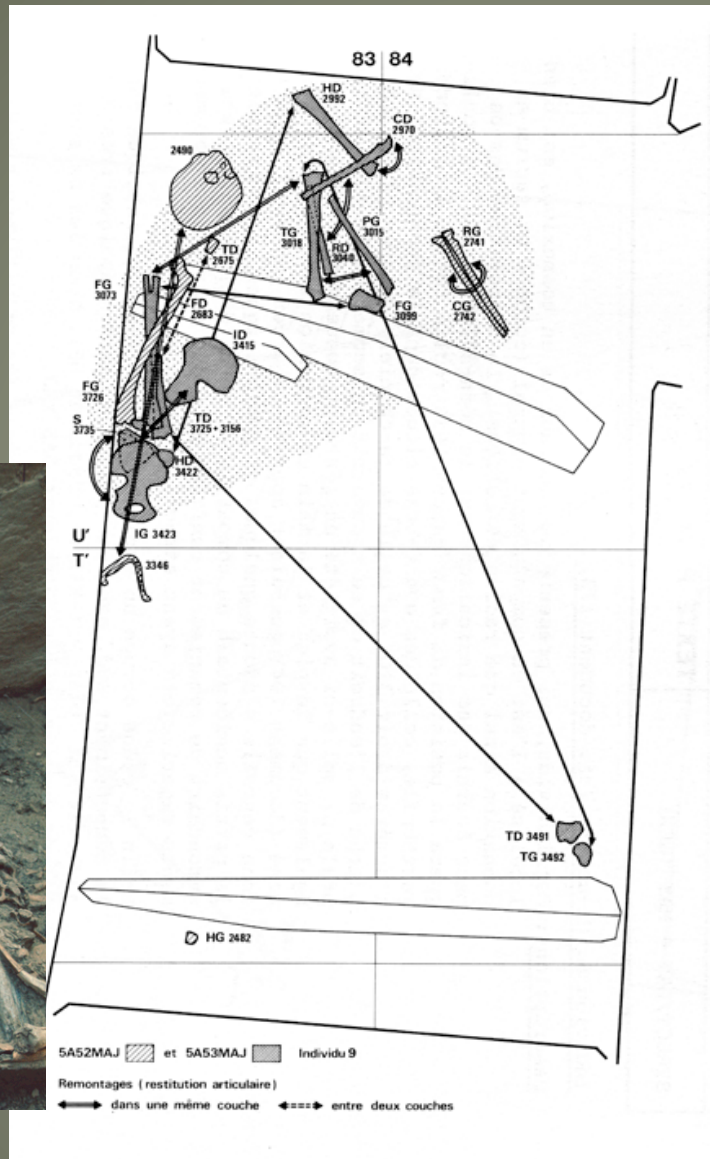 83 84
HD
2992
CD
2970
2490
TD
2675
TG
3018
RD
3040
PG
3015
RG
2741
CG
2742
FG
3073
FD
2683
ID
3415
FG
3099
FG
3726
S
3735
TD
3725 + 3156
HD
3422
IG 3423
U'
T'
3346
TD 3491
TG 3492
HG 2482
5A52MAJ et 5A53MAJ Individu 9
Remontages (restitution articulaire)
dans une même couche entre deux couches